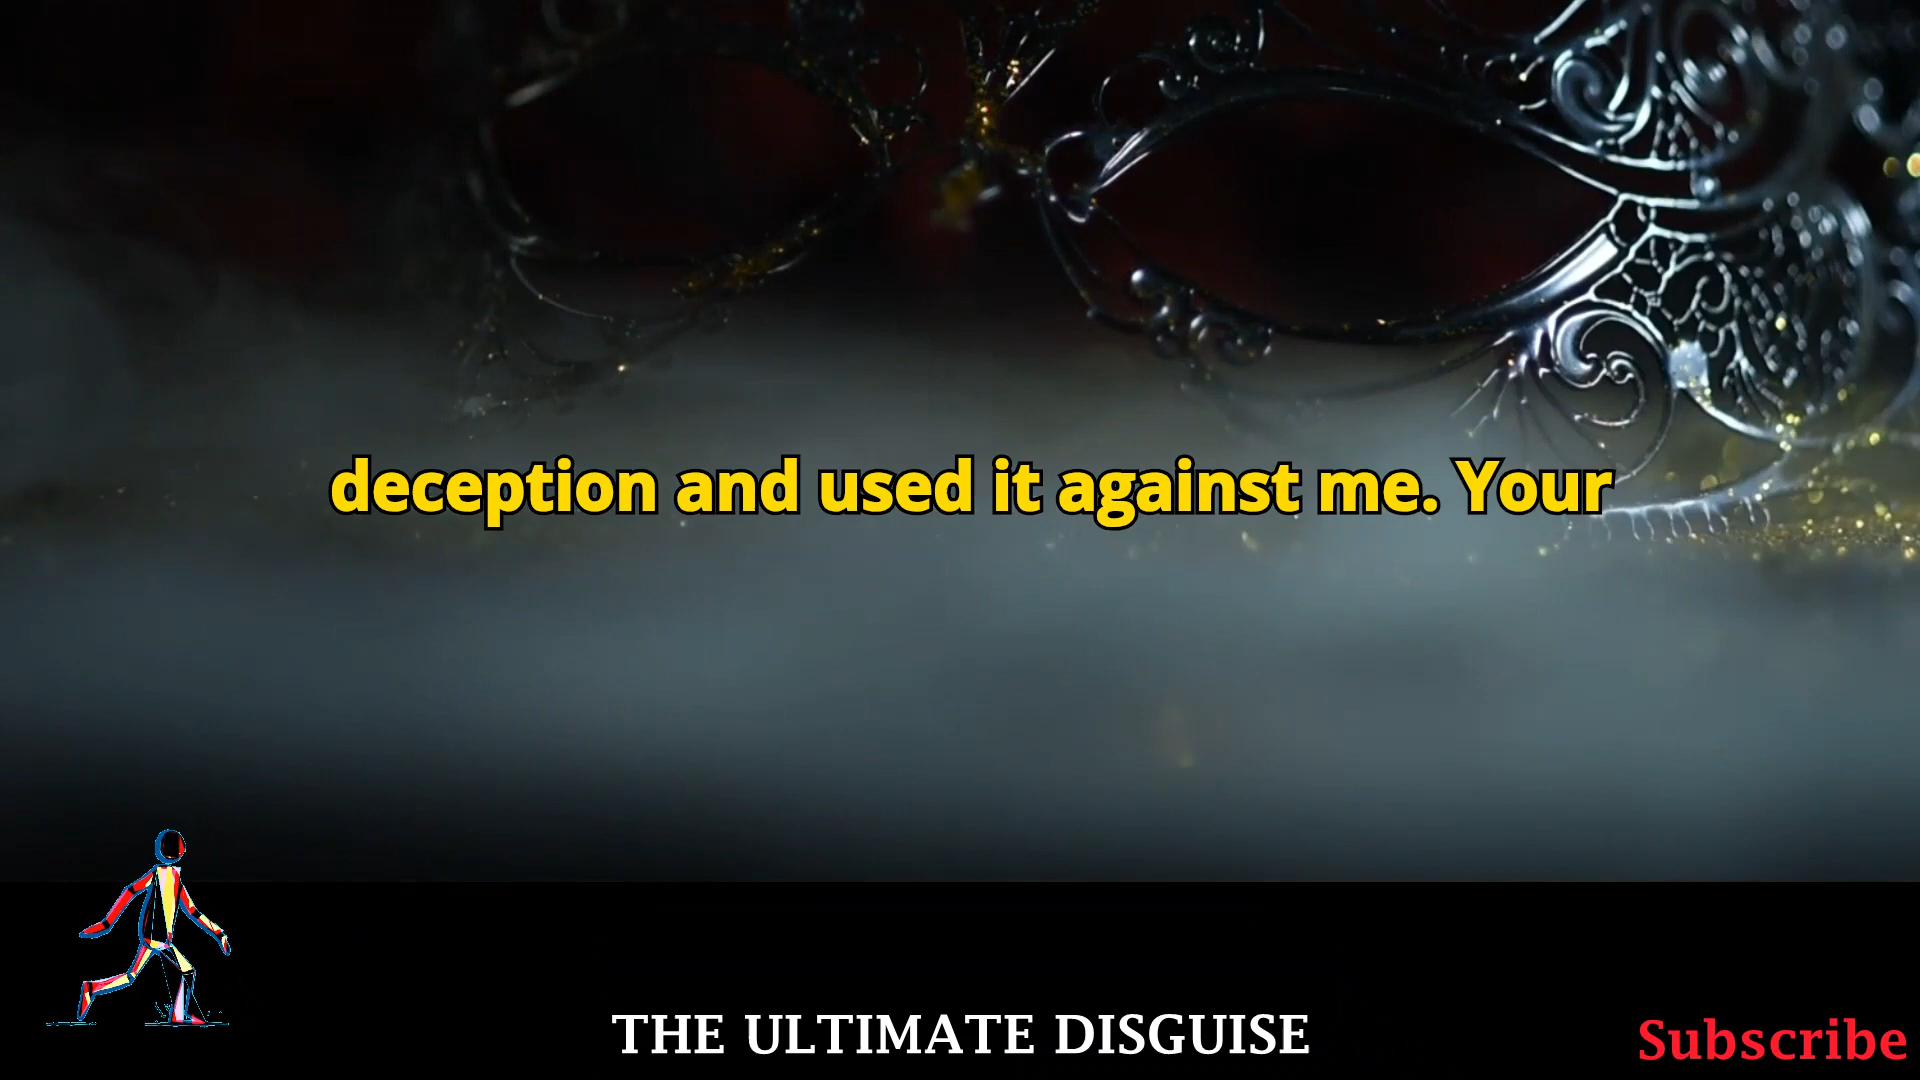 deception and used it against me. Your
THE ULTIMATE DISGUISE
Subscribe